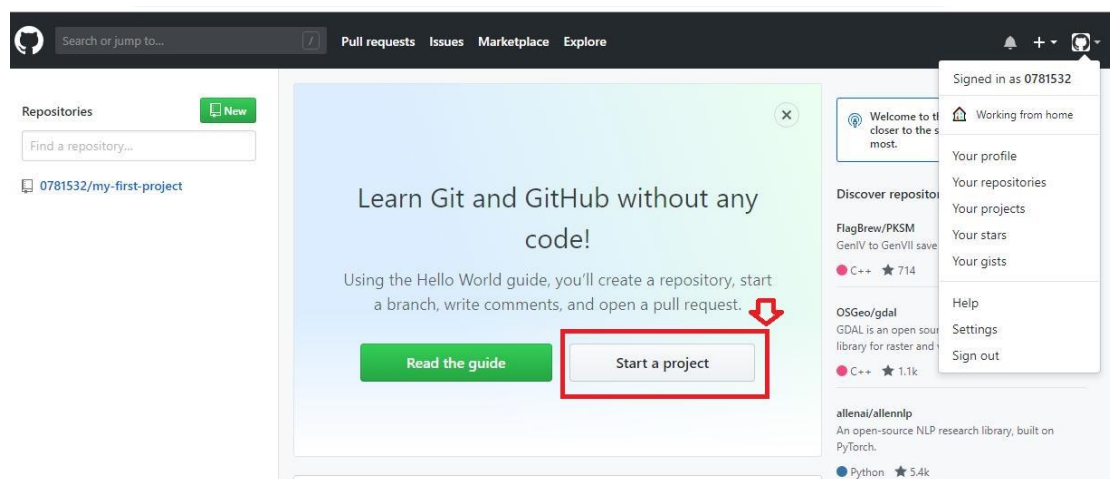 Search or jump to...
/
Pull requests Issues Marketplace Explore
Signed in as 0781532
Working from home
Your profile
Your repositories
Your projects
Your stars
Your gists
Help
Settings
Sign out
Repositories
New
Find a repository...
0781532/my-first-project
Learn Git and GitHub without any
code!
Using the Hello World guide, you'll create a repository, start
a branch, write comments, and open a pull request.
Read the guide
Start a project
Welcome to
closer to the s
most.
Discover reposito
FlagBrew/PKSM
GenIV to GenVII save
C++ 714
OSGeo/gdal
GDAL is an open sour
library for raster and
C++ 1.1k
allenai/allennlp
An open-source NLP research library, built on
PyTorch.
Python 5.4k